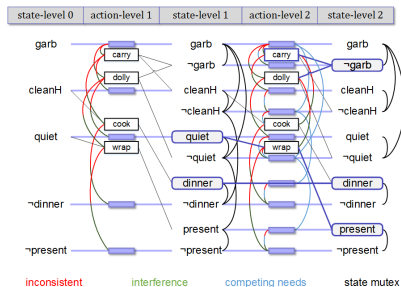 state-level 0 action-level 1 state-level 1 action-level 2 state-level 2
garb garb garb
carry carry
¬garb ¬garb
dolly dolly
cleanH cleanH cleanH
¬cleanH ¬cleanH
cook cook
quiet quiet quiet
wrap wrap
¬quiet ¬quiet
dinner dinner
¬dinner ¬dinner ¬dinner
present present
¬present ¬present ¬present
inconsistent interference competing needs state mutex